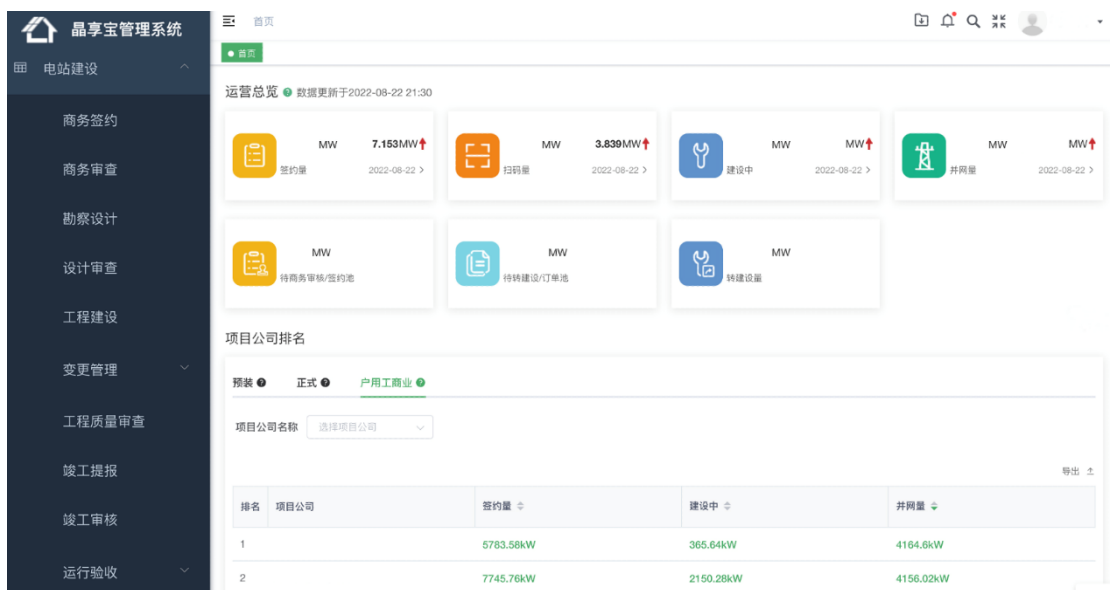 晶享宝管理系统
首页
电站建设
首页
商务签约
商务审查
勘察设计
设计审查
工程建设
变更管理
工程质量审查
竣工提报
竣工审核
运行验收
运营总览 数据更新于2022-08-22 21:30
MW 7.153MW
签约量 2022-08-22
MW 3.839MW
扫码量 2022-08-22
MW MW
建设中 2022-08-22
MW MW
并网量 2022-08-22
MW
待商务审核/签约池
MW
待转建设/订单池
MW
转建设量
项目公司排名
预装 正式 户用工商业
项目公司名称 选择项目公司
导出
排名 项目公司 签约量 建设中 并网量
1 5783.58kW 365.64kW 4164.6kW
2 7745.76kW 2150.28kW 4156.02kW